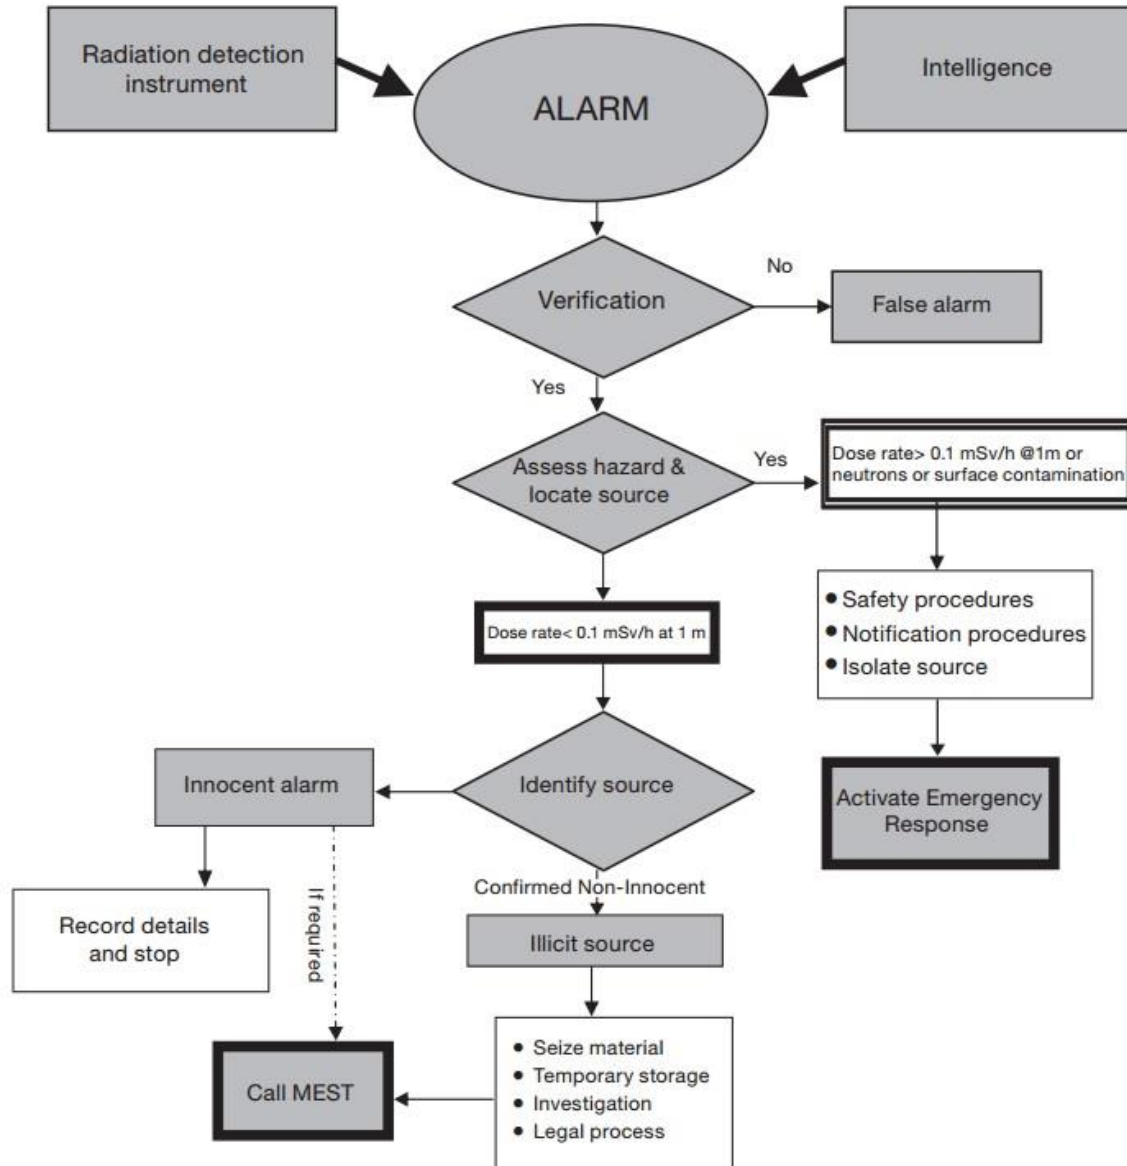 Radiation detection
instrument
ALARM
Intelligence
Verification
No
False alarm
Yes
Assess hazard &
locate source
Yes
Dose rate> 0.1 mSv/h @1m or
neutrons or surface contamination
Dose rate< 0.1 mSv/h at 1 m
• Safety procedures
• Notification procedures
• Isolate source
Innocent alarm
Identify source
Activate Emergency
Response
Confirmed Non-Innocent
Record details
and stop
If required
Illicit source
Call MEST
• Seize material
• Temporary storage
• Investigation
• Legal process